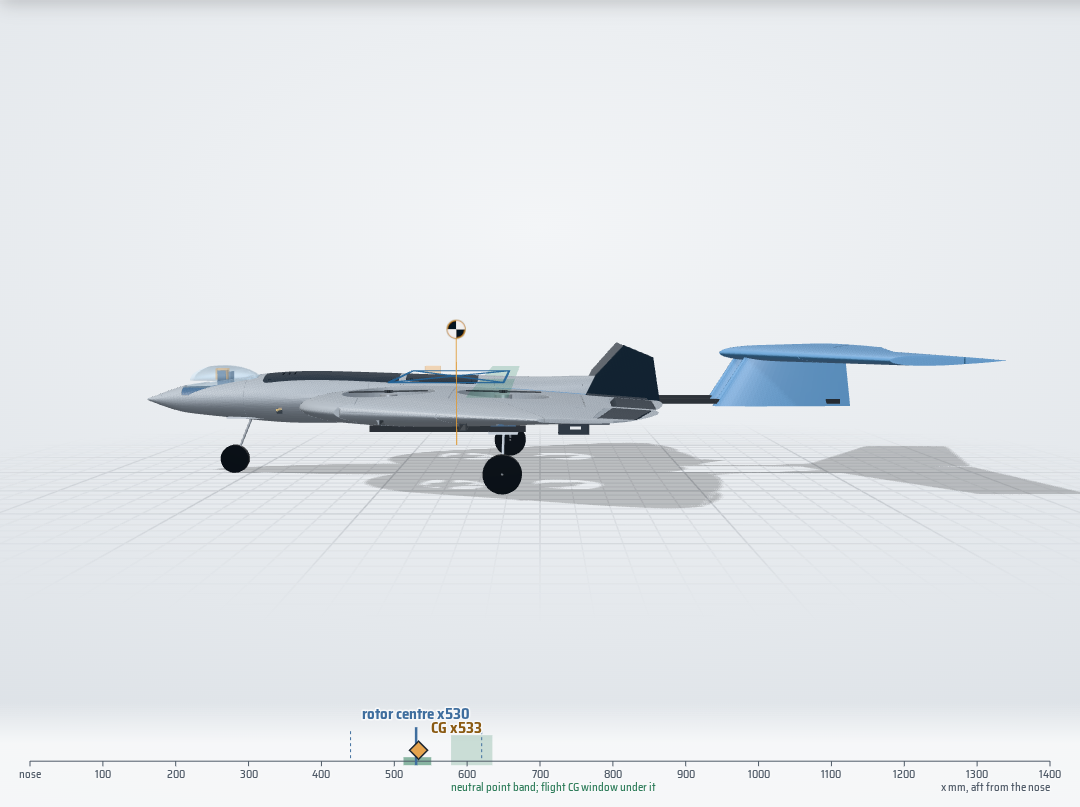 rotor centre x530
CG x533
nose 100 200 300 400 500 600 700 800 900 1000 1100 1200 1300 1400
neutral point band; flight CG window under it
x mm, aft from the nose